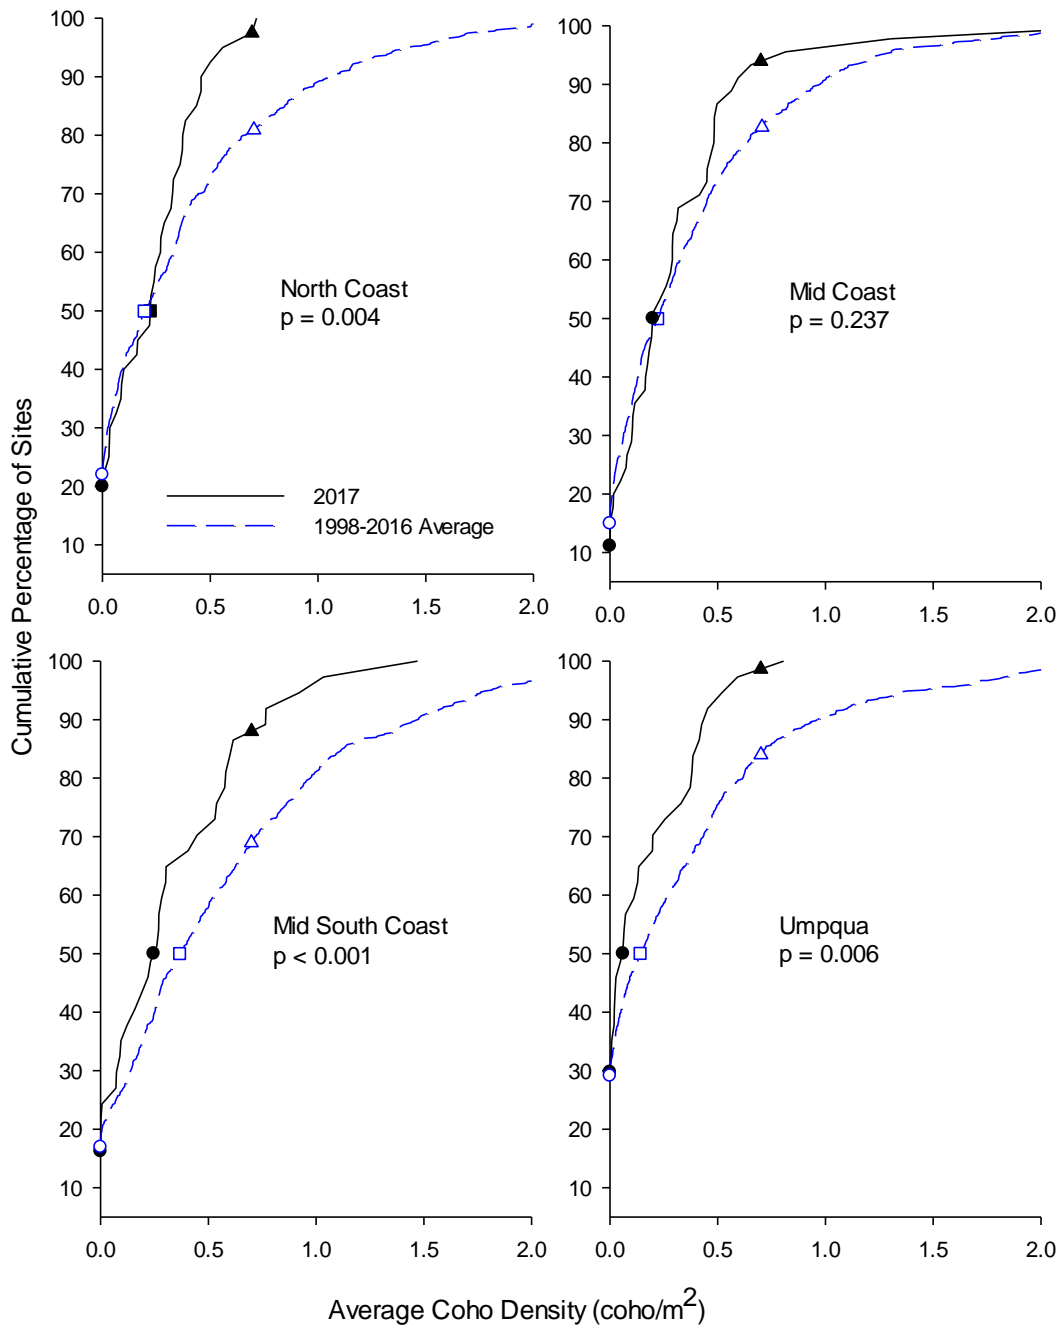 Cumulative Percentage of Sites
100
90
80
70
60
50
40
30
20
10
0.0 0.5 1.0 1.5 2.0
North Coast
p = 0.004
2017
1998-2016 Average
100
90
80
70
60
50
40
30
20
10
0.0 0.5 1.0 1.5 2.0
Mid Coast
p = 0.237
100
90
80
70
60
50
40
30
20
10
0.0 0.5 1.0 1.5 2.0
Mid South Coast
p < 0.001
100
90
80
70
60
50
40
30
20
10
0.0 0.5 1.0 1.5 2.0
Umpqua
p = 0.006
Average Coho Density (coho/m²)